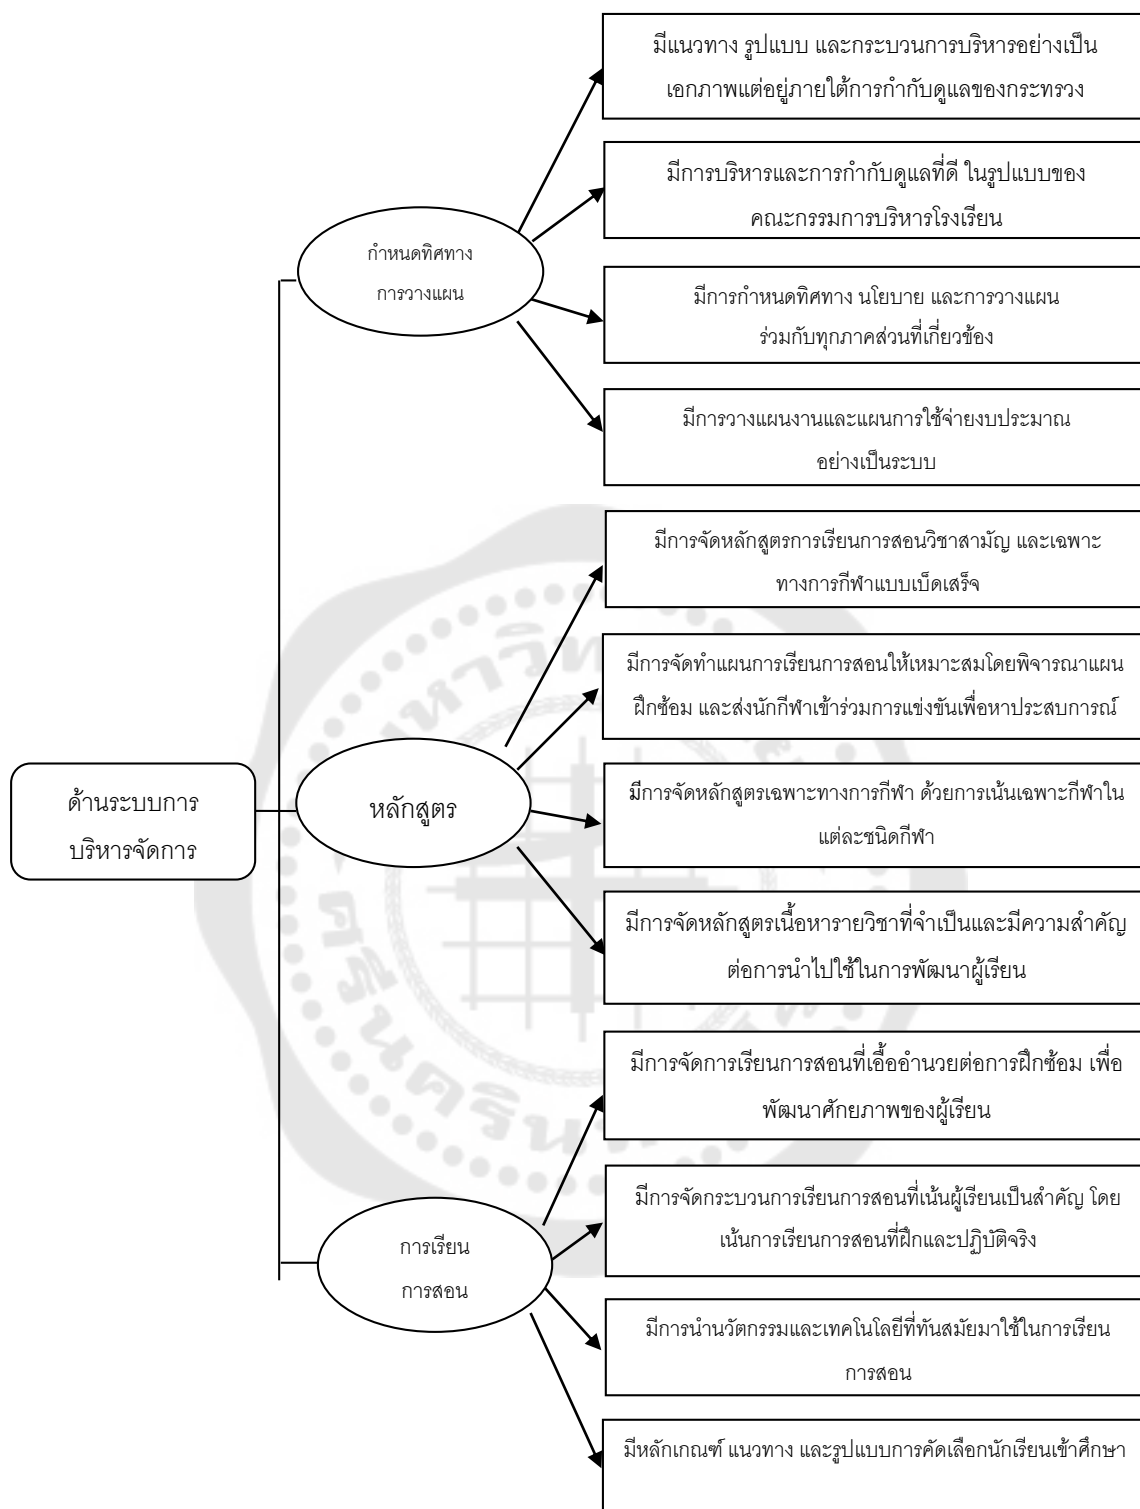 มีแนวทาง รูปแบบ และกระบวนการบริหารอย่างเป็น
เอกภาพแต่อยู่ภายใต้การกำกับดูแลของกระทรวง
มีการบริหารและการกำกับดูแลที่ดี ในรูปแบบของ
คณะกรรมการบริหารโรงเรียน
กำหนดทิศทาง
การวางแผน
มีการกำหนดทิศทาง นโยบาย และการวางแผน
ร่วมกับทุกภาคส่วนที่เกี่ยวข้อง
มีการวางแผนงานและแผนการใช้จ่ายงบประมาณ
อย่างเป็นระบบ
มีการจัดหลักสูตรการเรียนการสอนวิชาสามัญ และเฉพาะ
ทางการกีฬาแบบเบ็ดเสร็จ
มีการจัดทำแผนการเรียนการสอนให้เหมาะสมโดยพิจารณาแผน
ฝึกซ้อม และส่งนักกีฬาเข้าร่วมการแข่งขันเพื่อหาประสบการณ์
ด้านระบบการ
บริหารจัดการ
หลักสูตร
มีการจัดหลักสูตรเฉพาะทางการกีฬา ด้วยการเน้นเฉพาะกีฬาใน
แต่ละชนิดกีฬา
มีการจัดหลักสูตรเนื้อหารายวิชาที่จำเป็นและมีความสำคัญ
ต่อการนำไปใช้ในการพัฒนาผู้เรียน
มีการจัดการเรียนการสอนที่เอื้ออำนวยต่อการฝึกซ้อม เพื่อ
พัฒนาศักยภาพของผู้เรียน
มีการจัดกระบวนการเรียนการสอนที่เน้นผู้เรียนเป็นสำคัญ โดย
เน้นการเรียนการสอนที่ฝึกและปฏิบัติจริง
การเรียน
การสอน
มีการนำนวัตกรรมและเทคโนโลยีที่ทันสมัยมาใช้ในการเรียน
การสอน
มีหลักเกณฑ์ แนวทาง และรูปแบบการคัดเลือกนักเรียนเข้าศึกษา